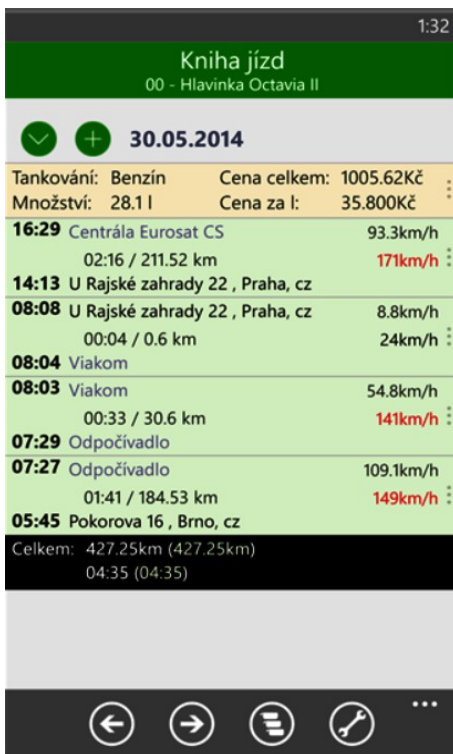 1:32
Kniha jízd
00 - Hlavinka Octavia II
30.05.2014
Tankování: Benzín Cena celkem: 1005.62Kč
Množství: 28.1 l Cena za l: 35.800Kč
16:29 Centrála Eurosat CS 93.3km/h
02:16 / 211.52 km 171km/h
14:13 U Rajské zahrady 22 , Praha, cz
08:08 U Rajské zahrady 22 , Praha, cz 8.8km/h
00:04 / 0.6 km 24km/h
08:04 Viakom
08:03 Viakom 54.8km/h
00:33 / 30.6 km 141km/h
07:29 Odpočívadlo
07:27 Odpočívadlo 109.1km/h
01:41 / 184.53 km 149km/h
05:45 Pokorova 16 , Brno, cz
Celkem: 427.25km (427.25km)
04:35 (04:35)